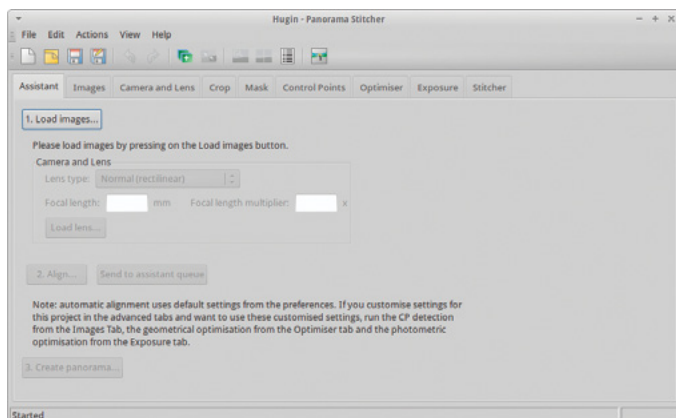 Hugin - Panorama Stitcher
File Edit Actions View Help
Assistant Images Camera and Lens Crop Mask Control Points Optimiser Exposure Stitcher
1. Load images...
Please load images by pressing on the Load images button.
Camera and Lens
Lens type: Normal (rectilinear)
Focal length: mm Focal length multiplier: x
Load lens...
2. Align... Send to assistant queue
Note: automatic alignment uses default settings from the preferences. If you customise settings for
this project in the advanced tabs and want to use these customised settings, run the CP detection
from the Images Tab, the geometrical optimisation from the Optimiser tab and the photometric
optimisation from the Exposure tab.
3. Create panorama...
Started